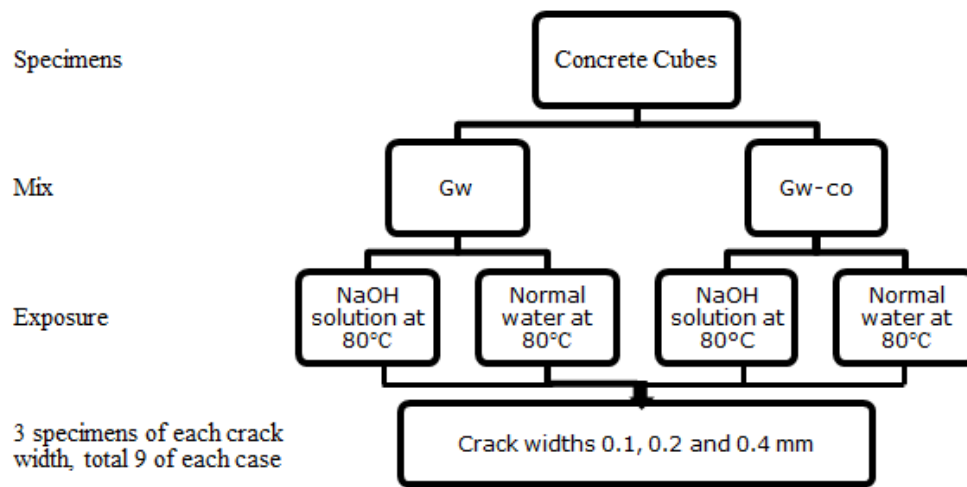 Specimens
Concrete Cubes
Mix
Gw
Gw-co
Exposure
NaOH
solution at
80°C
Normal
water at
80°C
NaOH
solution at
80ºC
Normal
water at
80°C
3 specimens of each crack
width, total 9 of each case
Crack widths 0.1, 0.2 and 0.4 mm